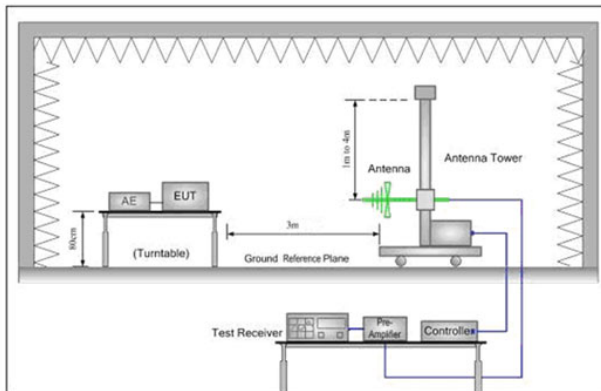 1m to 4m
Antenna
Antenna Tower
AE
EUT
80cm
(Turntable)
3m
Ground Reference Plane
Test Receiver
Pre-
Amplifier
Controller